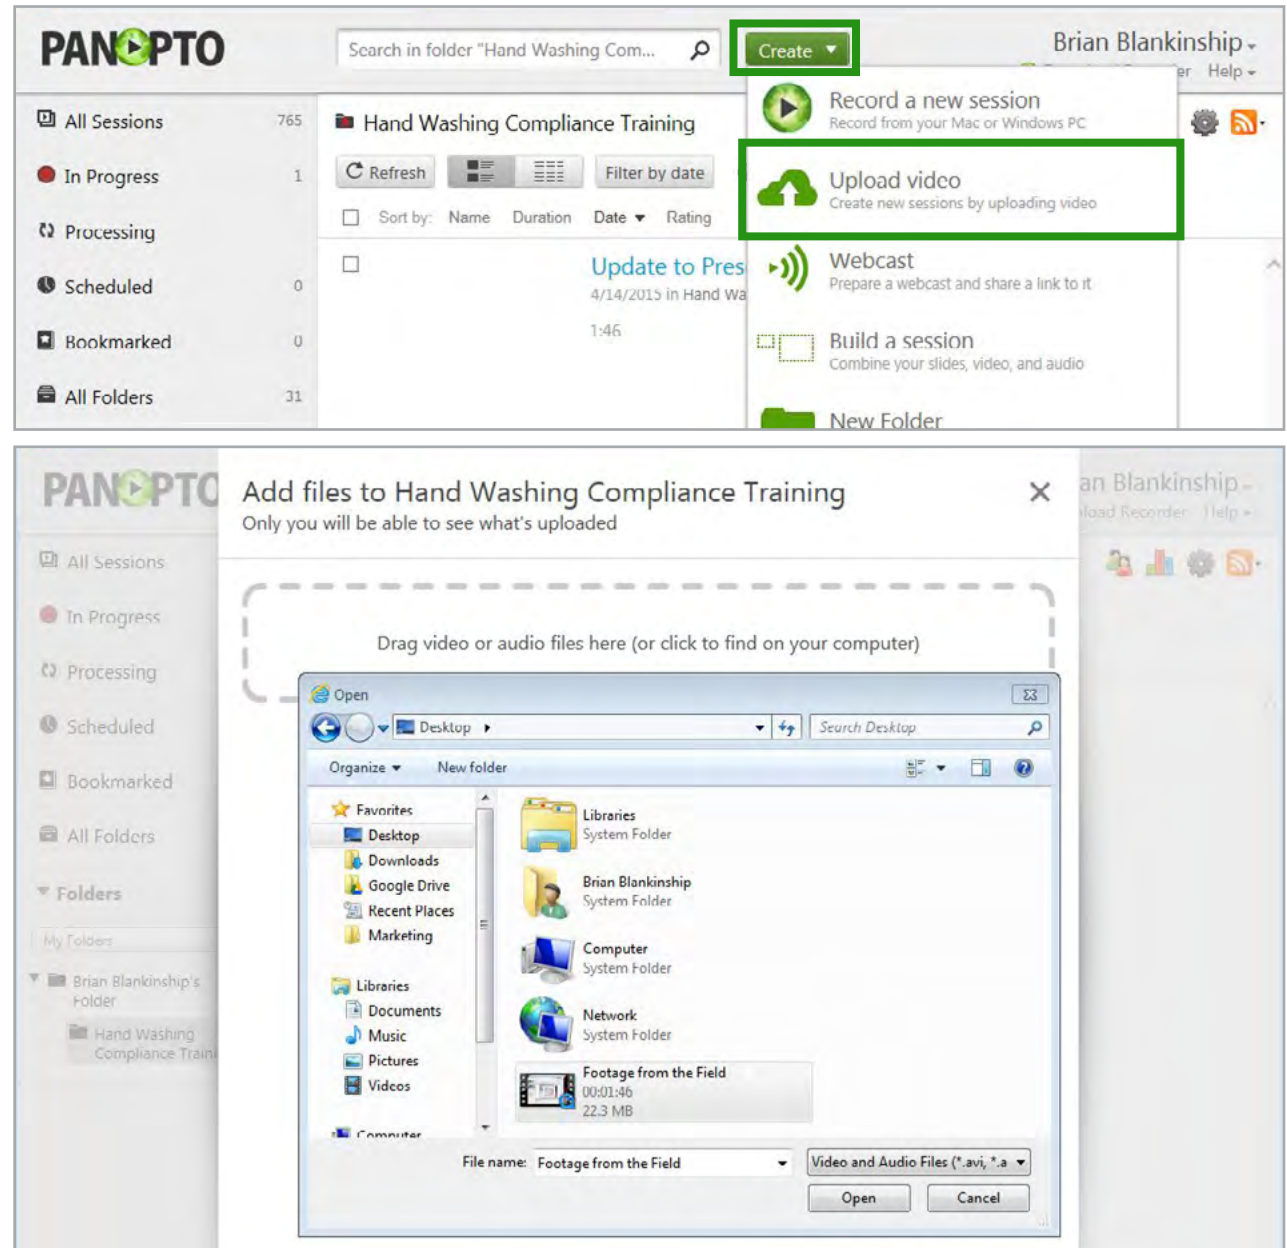 PANOPTO
Search in folder "Hand Washing Com...
Create
Brian Blankinship
er Help
All Sessions 765
In Progress 1
Processing
Scheduled 0
Bookmarked 0
All Folders 31
Hand Washing Compliance Training
Refresh
Filter by date
Sort by: Name Duration Date Rating
Update to Pres
4/14/2015 in Hand Wa
1:46
Record a new session
Record from your Mac or Windows PC
Upload video
Create new sessions by uploading video
Webcast
Prepare a webcast and share a link to it
Build a session
Combine your slides, video, and audio
New Folder
PANOPTO
an Blankinship
load Recorder Help
All Sessions
In Progress
Processing
Scheduled
Bookmarked
All Folders
Folders
My Folders
Brian Blankinship's
Folder
Hand Washing
Compliance Traini
Add files to Hand Washing Compliance Training
Only you will be able to see what's uploaded
Drag video or audio files here (or click to find on your computer)
Open
Desktop
Search Desktop
Organize New folder
Favorites
Desktop
Downloads
Google Drive
Recent Places
Marketing
Libraries
Documents
Music
Pictures
Videos
Computer
Libraries
System Folder
Brian Blankinship
System Folder
Computer
System Folder
Network
System Folder
Footage from the Field
00:01:46
22.3 MB
File name: Footage from the Field
Video and Audio Files (*.avi, *.a
Open
Cancel